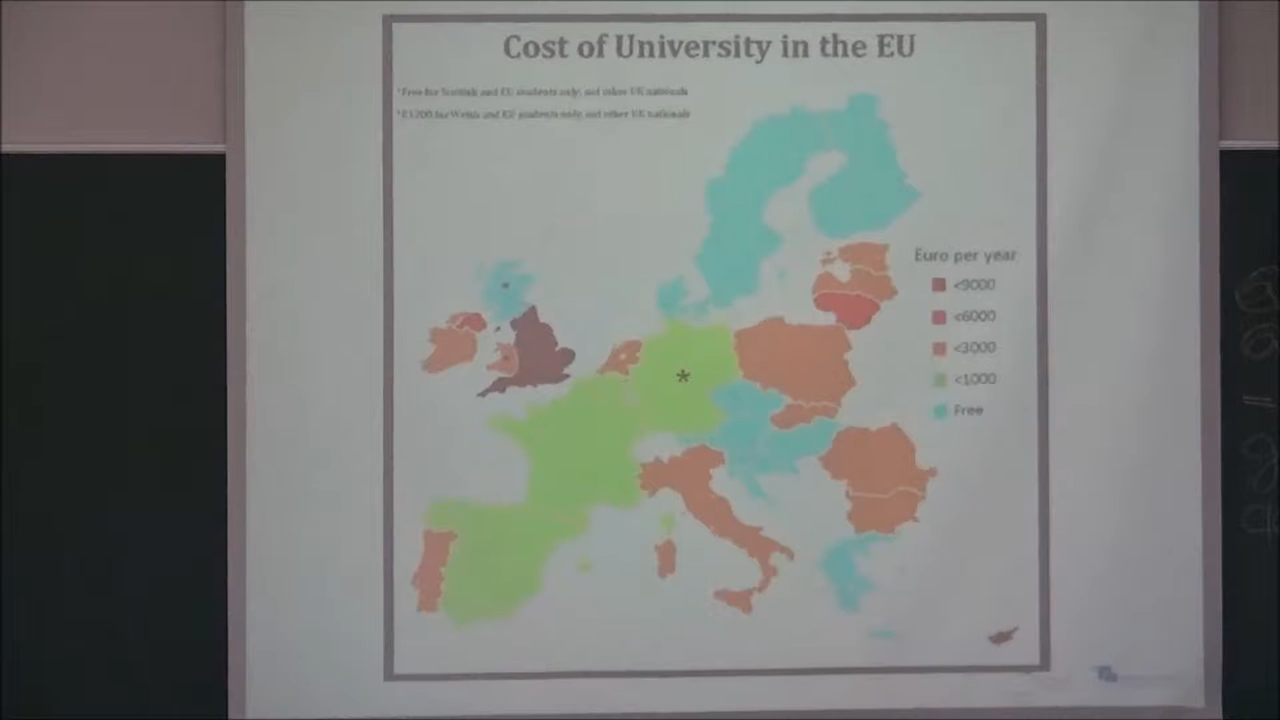 Cost of University in the EU
*Free for Scottish and EU students only, not other UK nationals
for Welsh and EU students only, not other UK nationals
Euro per year
<9000
<6000
<3000
<1000
Free
*